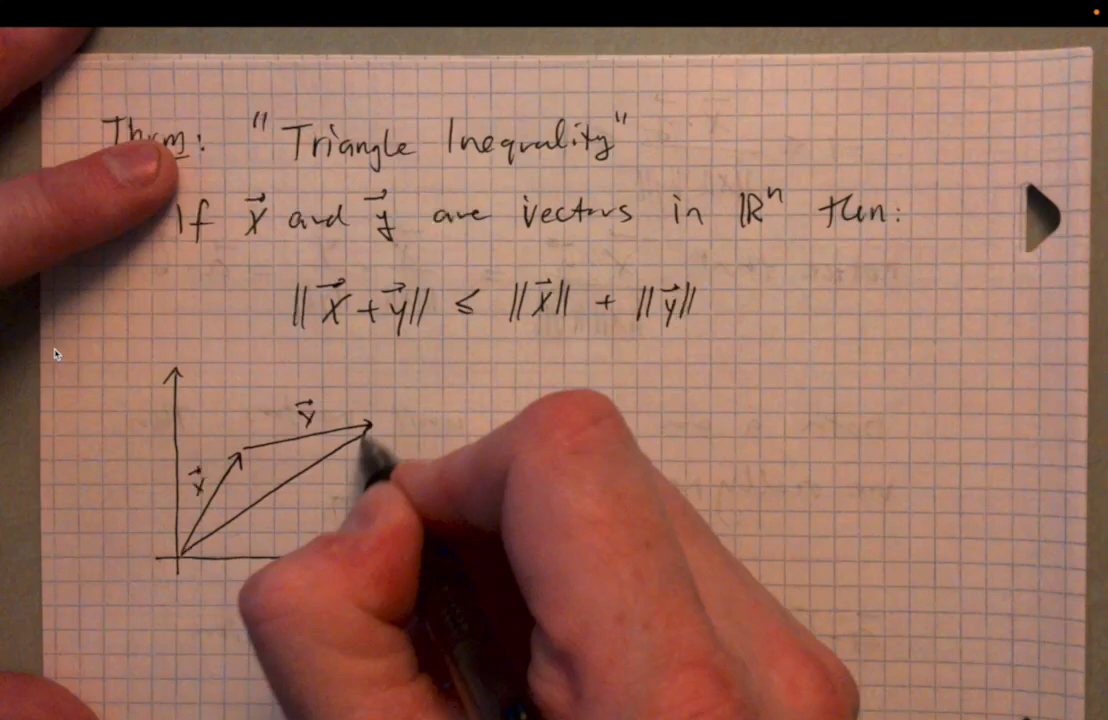 Thm: "Triangle Inequality"
If x⃗ and y⃗ are vectors in ℝⁿ then:
||x⃗+y⃗|| ≤ ||x⃗|| + ||y⃗||
y⃗
x⃗